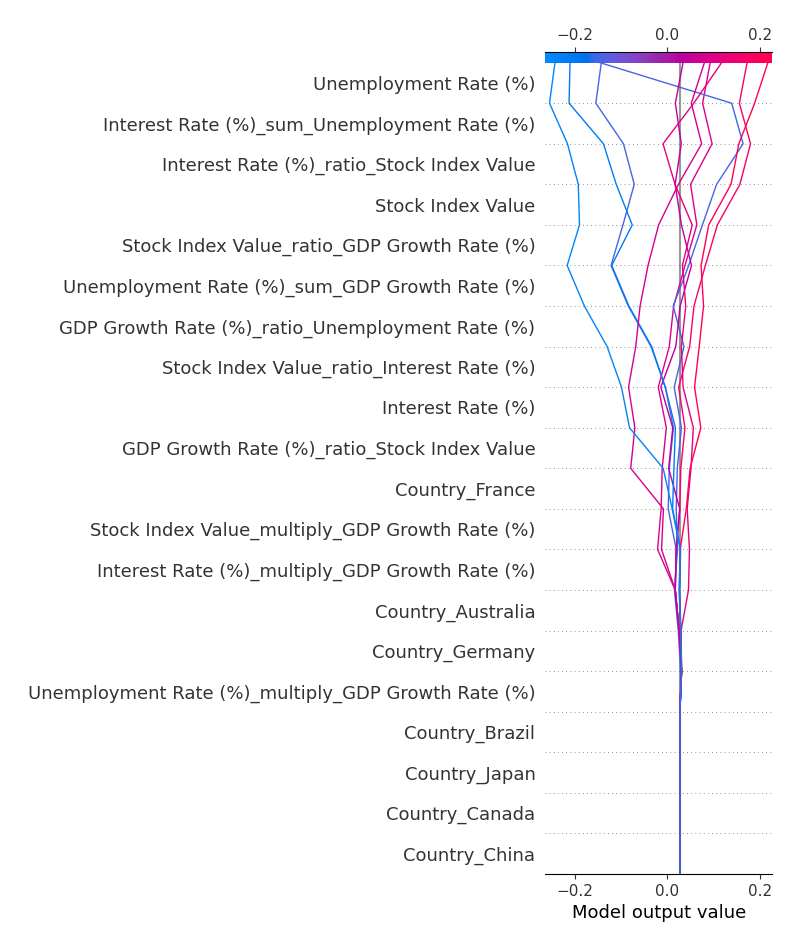 −0.2 0.0 0.2
Unemployment Rate (%)
Interest Rate (%)_sum_Unemployment Rate (%)
Interest Rate (%)_ratio_Stock Index Value
Stock Index Value
Stock Index Value_ratio_GDP Growth Rate (%)
Unemployment Rate (%)_sum_GDP Growth Rate (%)
GDP Growth Rate (%)_ratio_Unemployment Rate (%)
Stock Index Value_ratio_Interest Rate (%)
Interest Rate (%)
GDP Growth Rate (%)_ratio_Stock Index Value
Country_France
Stock Index Value_multiply_GDP Growth Rate (%)
Interest Rate (%)_multiply_GDP Growth Rate (%)
Country_Australia
Country_Germany
Unemployment Rate (%)_multiply_GDP Growth Rate (%)
Country_Brazil
Country_Japan
Country_Canada
Country_China
−0.2 0.0 0.2
Model output value